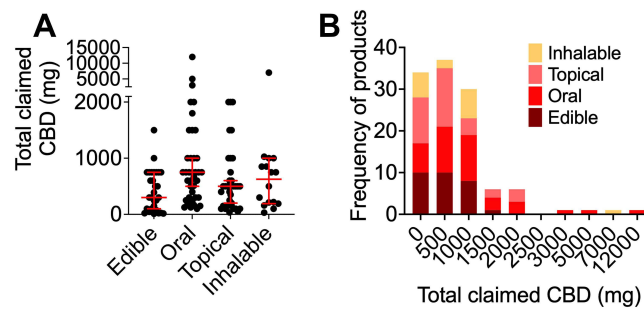 A
Total claimed
CBD (mg)
15000
10000
5000
2000
1000
0
Edible
Oral
Topical
Inhalable
B
Frequency of products
40
30
20
10
0
Inhalable
Topical
Oral
Edible
0
500
1000
1500
2000
2500
3000
5000
7000
12000
Total claimed CBD (mg)